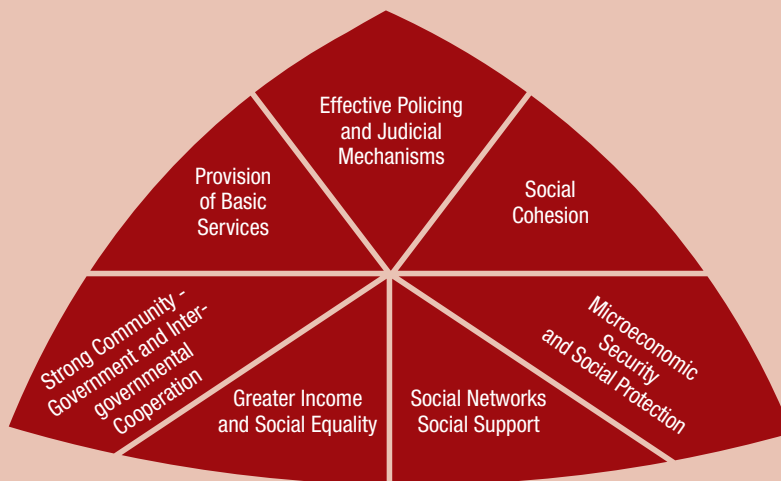 Effective Policing
and Judicial
Mechanisms
Provision
of Basic
Services
Social
Cohesion
Strong Community -
Government and Inter-
governmental
Cooperation
Greater Income
and Social Equality
Social Networks
Social Support
Microeconomic
Security
and Social Protection